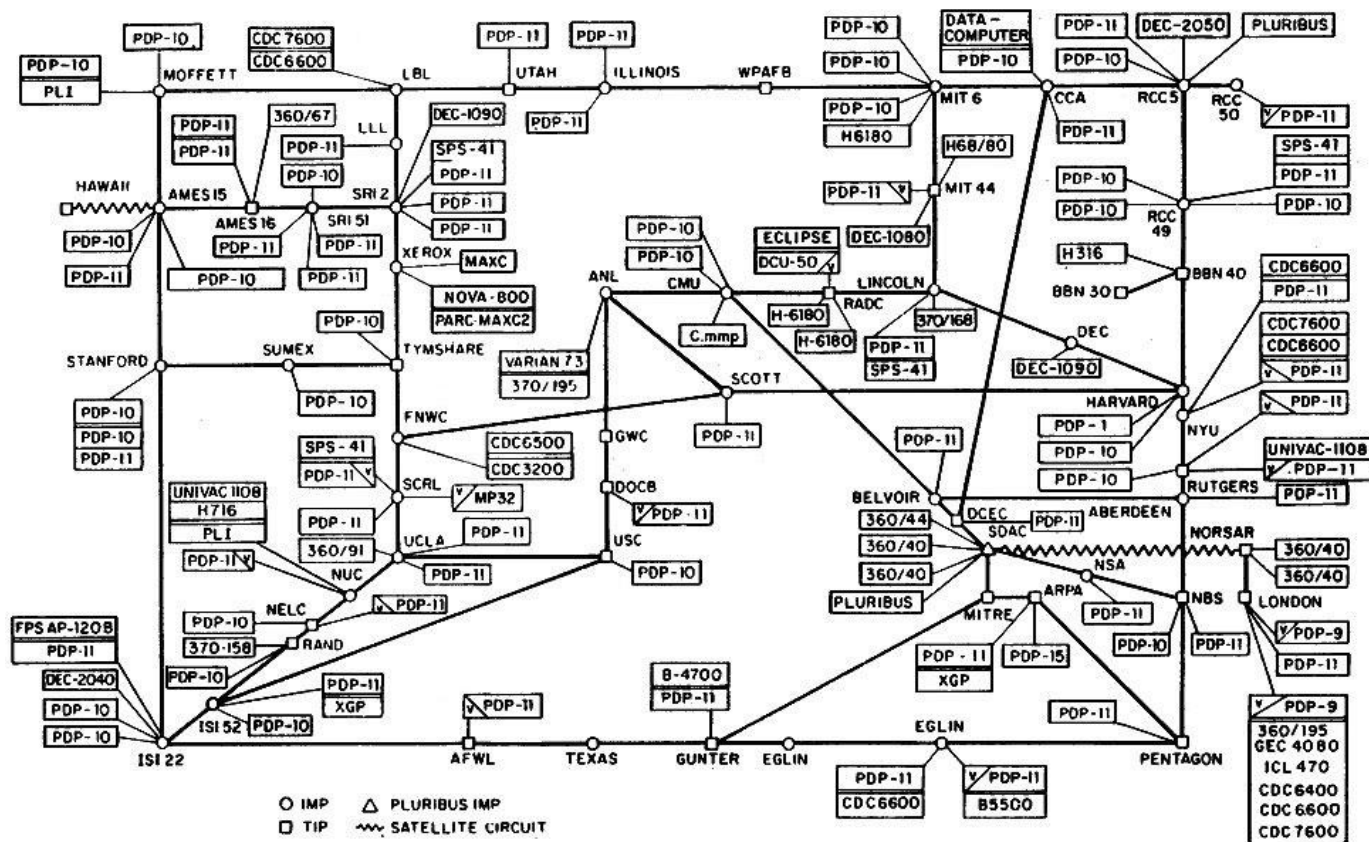 PDP-10
CDC7600
CDC6600
PDP-11
PDP-11
PDP-10
PDP-10
DATA-
COMPUTER
PDP-10
PDP-11
DEC-2050
PLURIBUS
PDP-10
PDP-10
PLI
MOFFETT
LBL
UTAH
ILLINOIS
WPAFB
MIT 6
CCA
RCC5
RCC
50
PDP-11
PDP-10
H6180
PDP-11
V PDP-11
PDP-11
PDP-11
360/67
LLL
PDP-11
DEC-1090
SPS-41
PDP-11
PDP-11
PDP-11
H68/80
PDP-11 V
MIT 44
DEC-1080
SPS-41
PDP-11
PDP-10
PDP-10
PDP-10
RCC
49
HAWAII
AMES15
AMES16
PDP-10
SRI 51
SRI 2
PDP-10
PDP-11
PDP-10
PDP-11
PDP-11
PDP-11
XEROX
MAXC
NOVA-800
PARC-MAXC2
PDP-10
PDP-10
ECLIPSE
DCU-50 V
H316
BBN 40
BBN 30
CDC6600
PDP-11
ANL
CMU
RADC
LINCOLN
C.mmp
H-6180
H-6180
370/168
PDP-11
SPS-41
DEC
DEC-1090
CDC7600
CDC6600
V PDP-11
V PDP-11
STANFORD
SUMEX
PDP-10
TYMSHARE
VARIAN 73
370/195
SCOTT
HARVARD
NYU
PDP-10
PDP-10
PDP-11
PDP-10
FNWC
CDC6500
CDC3200
GWC
PDP-11
PDP-1
PDP-10
PDP-10
PDP-11
UNIVAC-1108
V PDP-11
RUTGERS
PDP-11
SPS-41
PDP-11 V
SCRL
V MP32
DOCB
V PDP-11
BELVOIR
DCEC
PDP-11
ABERDEEN
UNIVAC 1108
H716
PLI
PDP-11 V
PDP-11
360/91
UCLA
PDP-11
PDP-11
USC
PDP-10
360/44
360/40
360/40
PLURIBUS
SDAC
NSA
PDP-11
NORSAR
360/40
360/40
NUC
NELC
PDP-10
V PDP-11
MITRE
ARPA
NBS
LONDON
PDP-10
PDP-11
V PDP-9
PDP-11
FPSAP-120B
PDP-11
DEC-2040
PDP-10
PDP-10
370-158
RAND
PDP-10
PDP-11
XGP
ISI 52
PDP-10
PDP-11
XGP
PDP-15
B-4700
PDP-11
V PDP-11
PDP-11
V PDP-9
360/195
GEC 4080
ICL 470
CDC6400
CDC6600
CDC7600
ISI 22
AFWL
TEXAS
GUNTER
EGLIN
EGLIN
PENTAGON
PDP-11
CDC6600
V PDP-11
B5500
IMP
PLURIBUS IMP
TIP
SATELLITE CIRCUIT